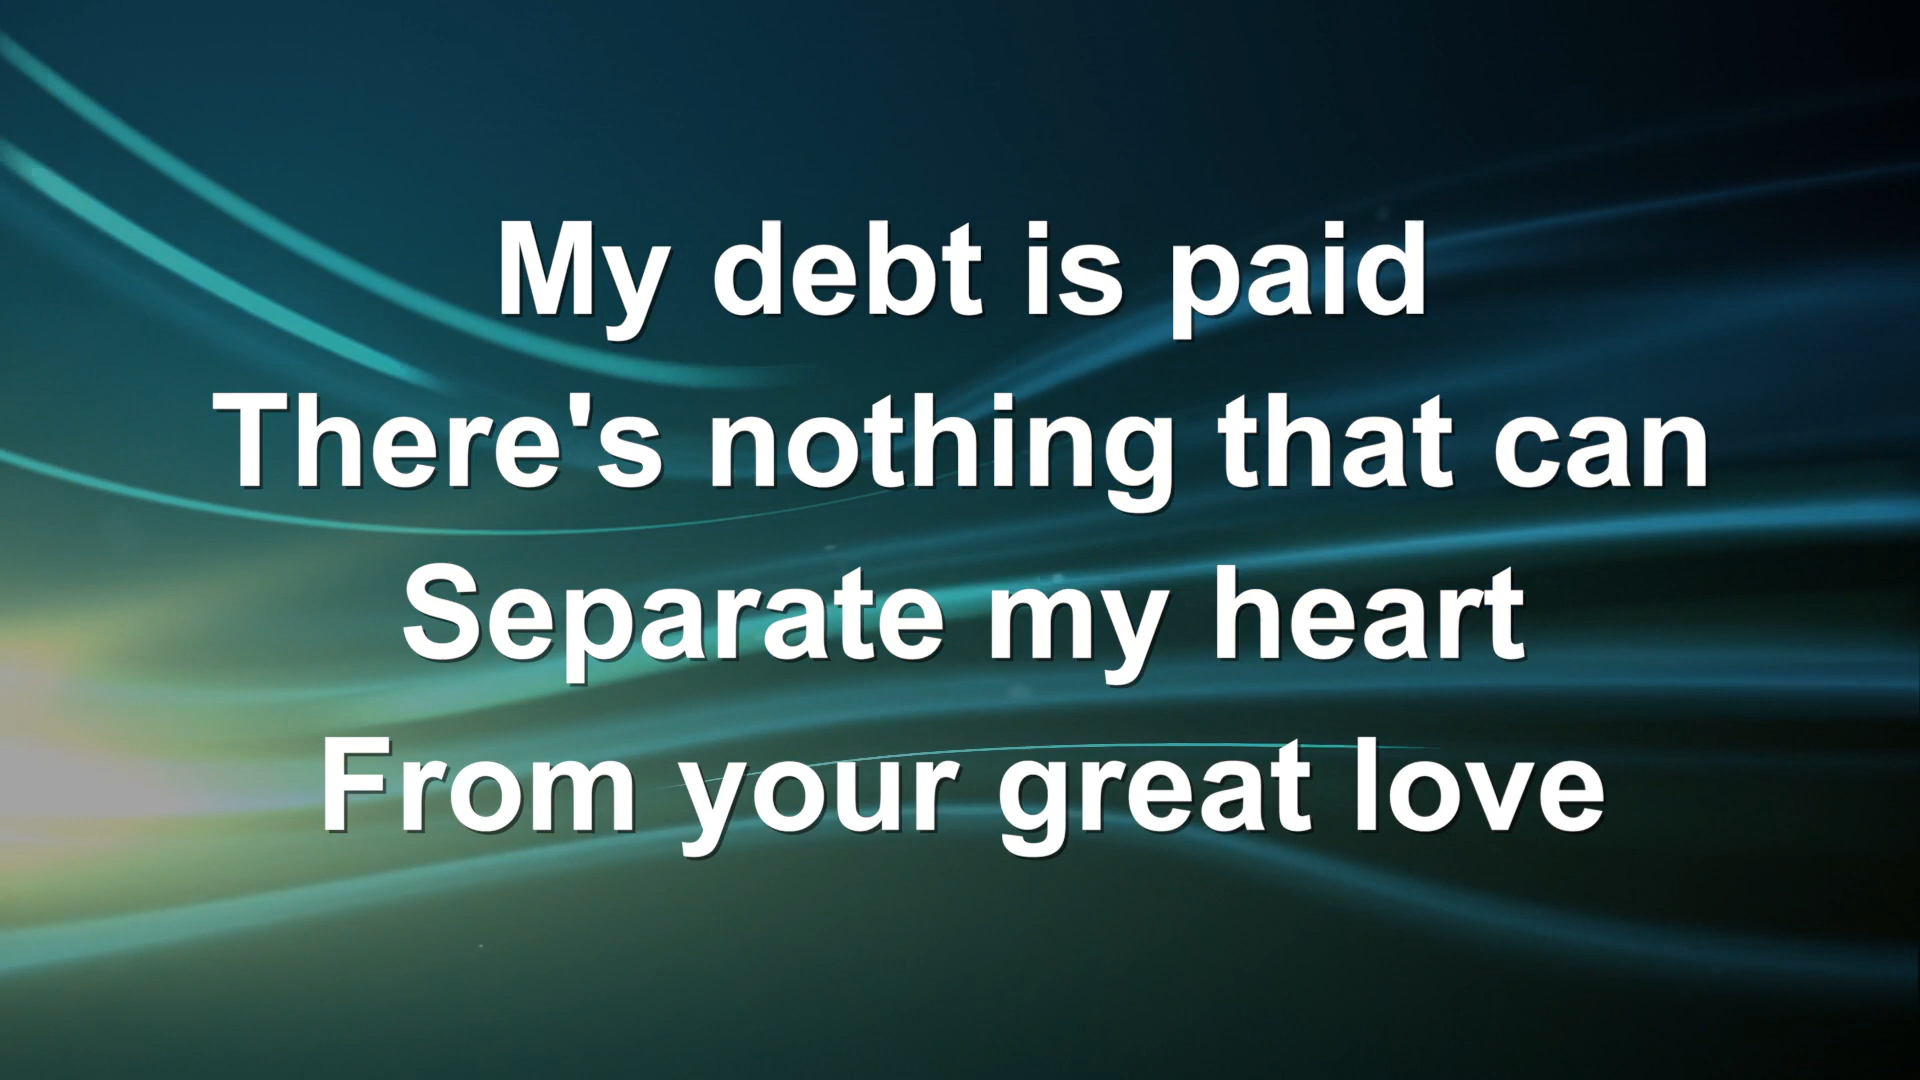 My debt is paid
There's nothing that can
Separate my heart
From your great love